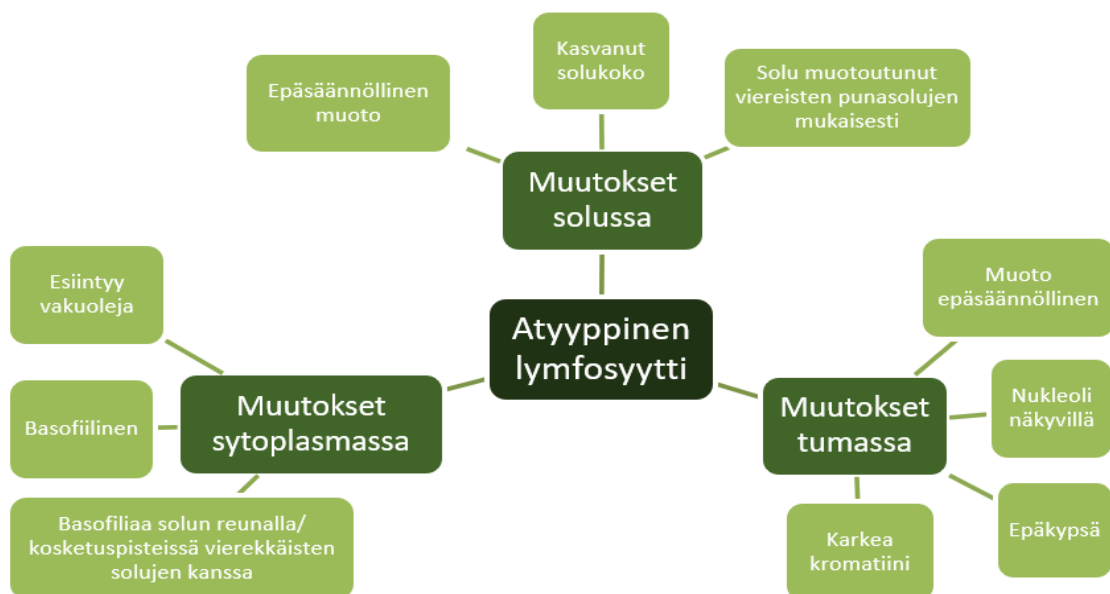 Kasvanut
solukoko
Epäsäännöllinen
muoto
Solu muotoutunut
viereisten punasolujen
mukaisesti
Muutokset
solussa
Esiintyy
vakuoleja
Muoto
epäsäännöllinen
Atyyppinen
lymfosyytti
Basofiilinen
Muutokset
sytoplasmassa
Muutokset
tumassa
Nukleoli
näkyvillä
Basofiliaa solun reunalla/
kosketuspisteissä vierekkäisten
solujen kanssa
Karkea
kromatiini
Epäkypsä